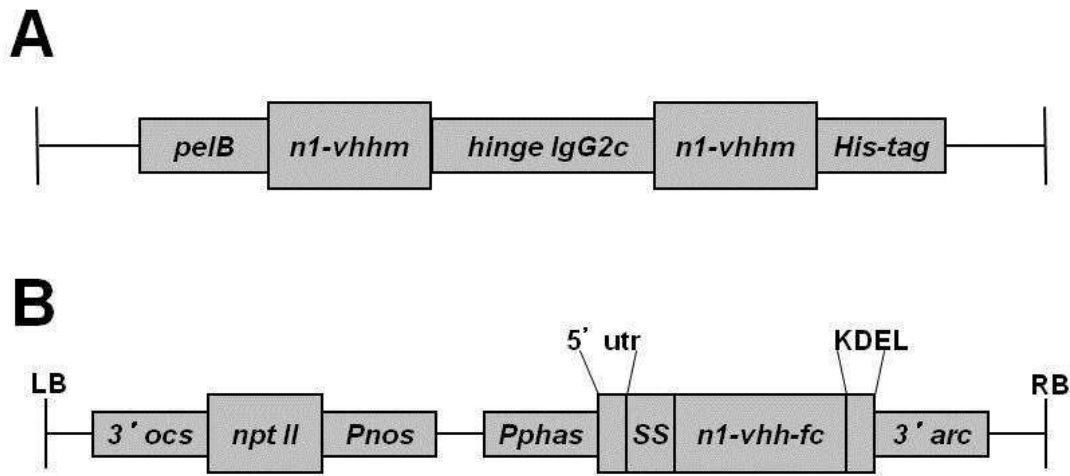 A
pelB n1-vhhm hinge IgG2c n1-vhhm His-tag
B
5' utr KDEL
LB RB
3' ocs npt II Pnos Pphas SS n1-vhh-fc 3' arc